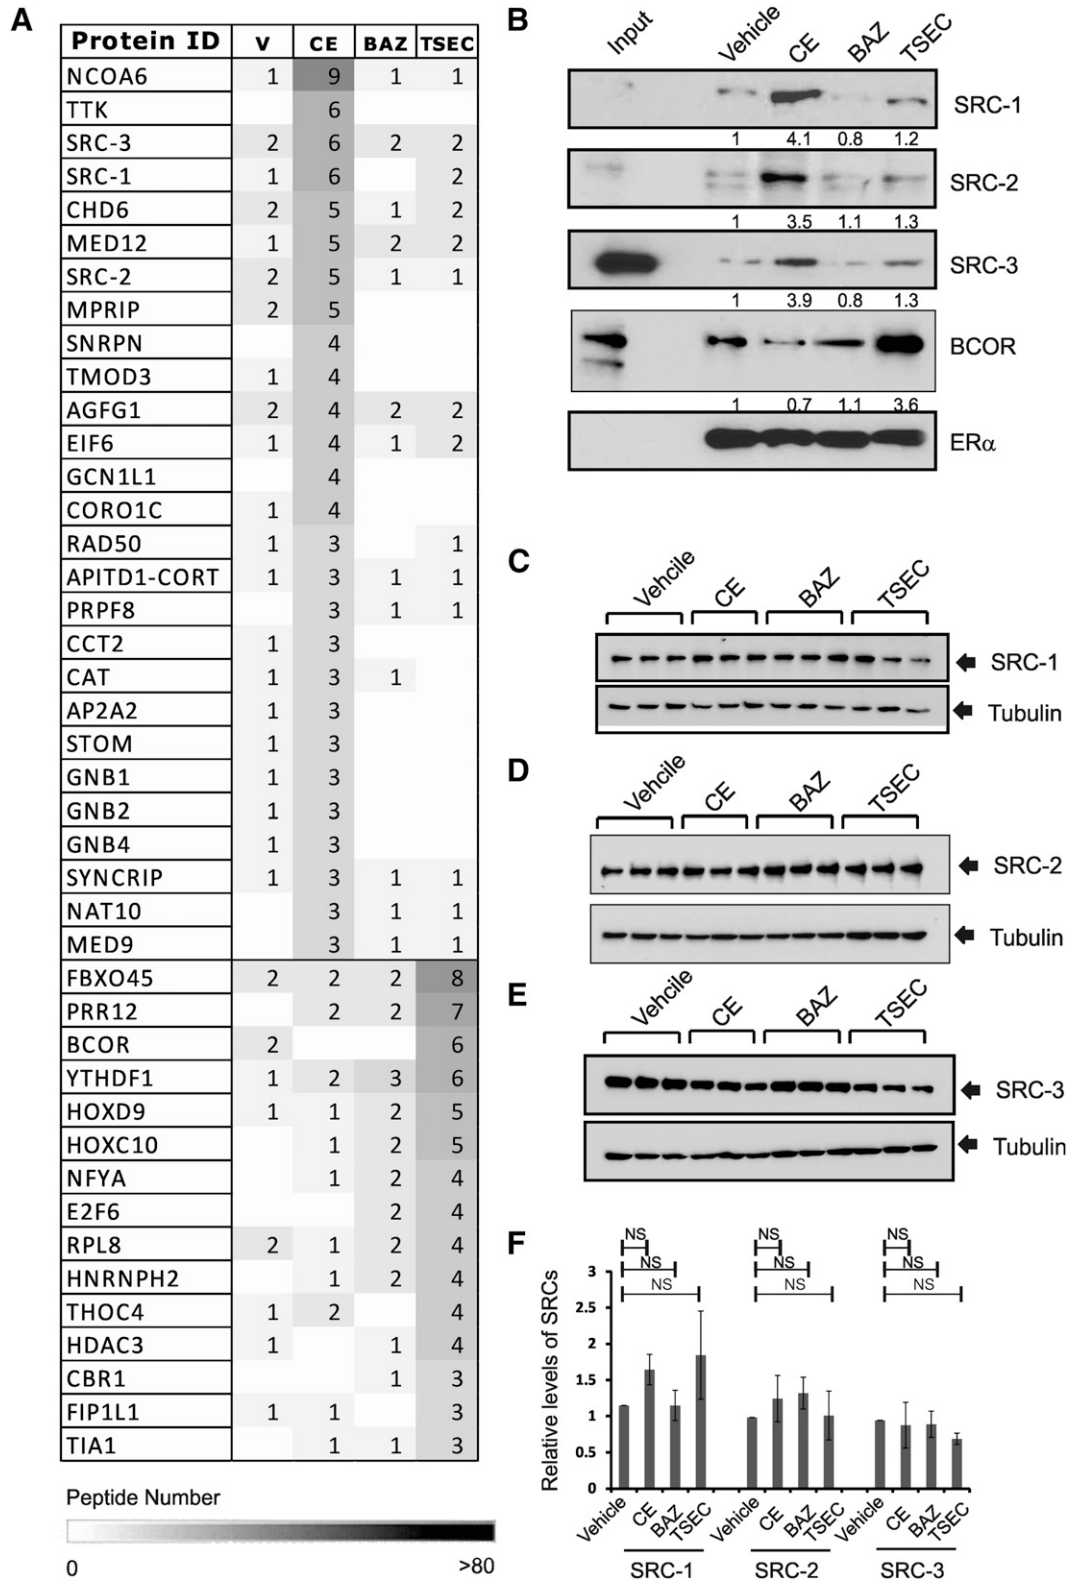 A
Protein ID V CE BAZ TSEC
NCOA6 1 9 1 1
TTK 6
SRC-3 2 6 2 2
SRC-1 1 6 2
CHD6 2 5 1 2
MED12 1 5 2 2
SRC-2 2 5 1 1
MPRIP 2 5
SNRPN 4
TMOD3 1 4
AGFG1 2 4 2 2
EIF6 1 4 1 2
GCN1L1 4
CORO1C 1 4
RAD50 1 3 1
APITD1-CORT 1 3 1 1
PRPF8 3 1 1
CCT2 1 3
CAT 1 3 1
AP2A2 1 3
STOM 1 3
GNB1 1 3
GNB2 1 3
GNB4 1 3
SYNCRIP 1 3 1 1
NAT10 3 1 1
MED9 3 1 1
FBXO45 2 2 2 8
PRR12 2 2 7
BCOR 2 6
YTHDF1 1 2 3 6
HOXD9 1 1 2 5
HOXC10 1 2 5
NFYA 1 2 4
E2F6 2 4
RPL8 2 1 2 4
HNRNPH2 1 2 4
THOC4 1 2 4
HDAC3 1 1 4
CBR1 1 3
FIP1L1 1 1 3
TIA1 1 1 3
Peptide Number
0 >80
B
Input Vehicle CE BAZ TSEC
SRC-1
1 4.1 0.8 1.2
SRC-2
1 3.5 1.1 1.3
SRC-3
1 3.9 0.8 1.3
BCOR
1 0.7 1.1 3.6
ERα
C
Vehcile CE BAZ TSEC
SRC-1
Tubulin
D
Vehcile CE BAZ TSEC
SRC-2
Tubulin
E
Vehcile CE BAZ TSEC
SRC-3
Tubulin
F
NS NS NS
NS NS NS
NS NS NS
Relative levels of SRCs
3
2.5
2
1.5
1
0.5
0
Vehicle CE BAZ TSEC Vehicle CE BAZ TSEC Vehicle CE BAZ TSEC
SRC-1 SRC-2 SRC-3